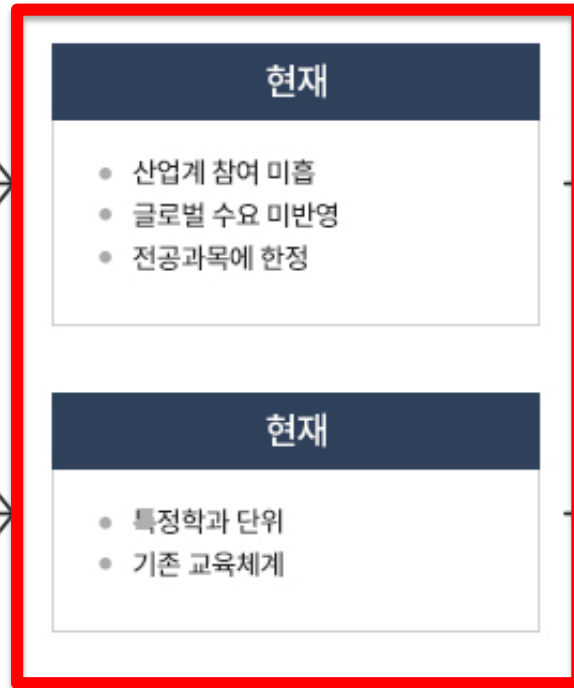 현재
산업계 참여 미흡
글로벌 수요 미반영
전공과목에 한정
현재
특정학과 단위
기존 교육체계